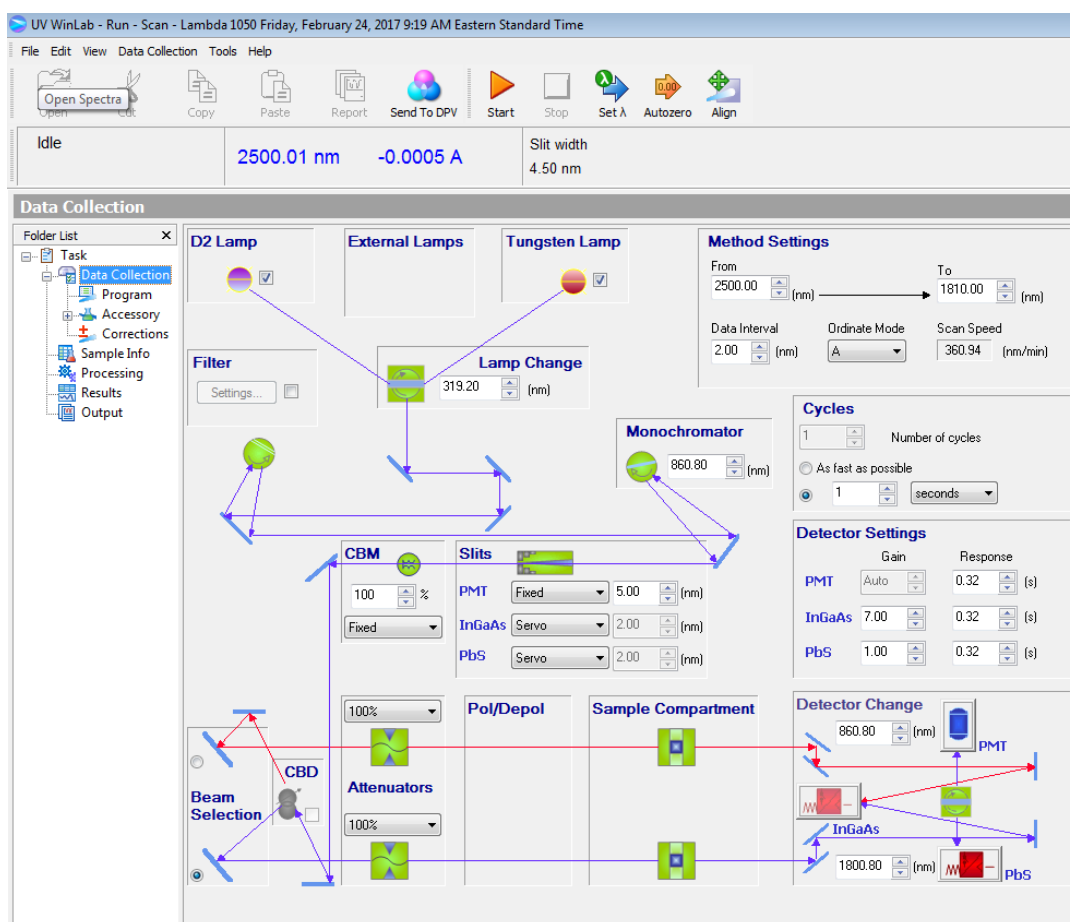 UV WinLab - Run - Scan - Lambda 1050 Friday, February 24, 2017 9:19 AM Eastern Standard Time
File Edit View Data Collection Tools Help
Open Spectra
Open Cut Copy Paste Report Send To DPV Start Stop Set λ Autozero Align
Idle
2500.01 nm -0.0005 A
Slit width
4.50 nm
Data Collection
Folder List X
Task
Data Collection
Program
Accessory
Corrections
Sample Info
Processing
Results
Output
D2 Lamp
External Lamps
Tungsten Lamp
Method Settings
From
2500.00 (nm)
To
1810.00 (nm)
Data Interval
2.00 (nm)
Ordinate Mode
A
Scan Speed
360.94 (nm/min)
Filter
Settings...
Lamp Change
319.20 (nm)
Monochromator
860.80 (nm)
Cycles
1 Number of cycles
As fast as possible
1 seconds
CBM
100 %
Fixed
Slits
PMT Fixed 5.00 (nm)
InGaAs Servo 2.00 (nm)
PbS Servo 2.00 (nm)
Detector Settings
Gain Response
PMT Auto 0.32 (s)
InGaAs 7.00 0.32 (s)
PbS 1.00 0.32 (s)
Beam
Selection
CBD
100%
Attenuators
100%
Pol/Depol
Sample Compartment
Detector Change
860.80 (nm)
PMT
InGaAs
1800.80 (nm)
PbS